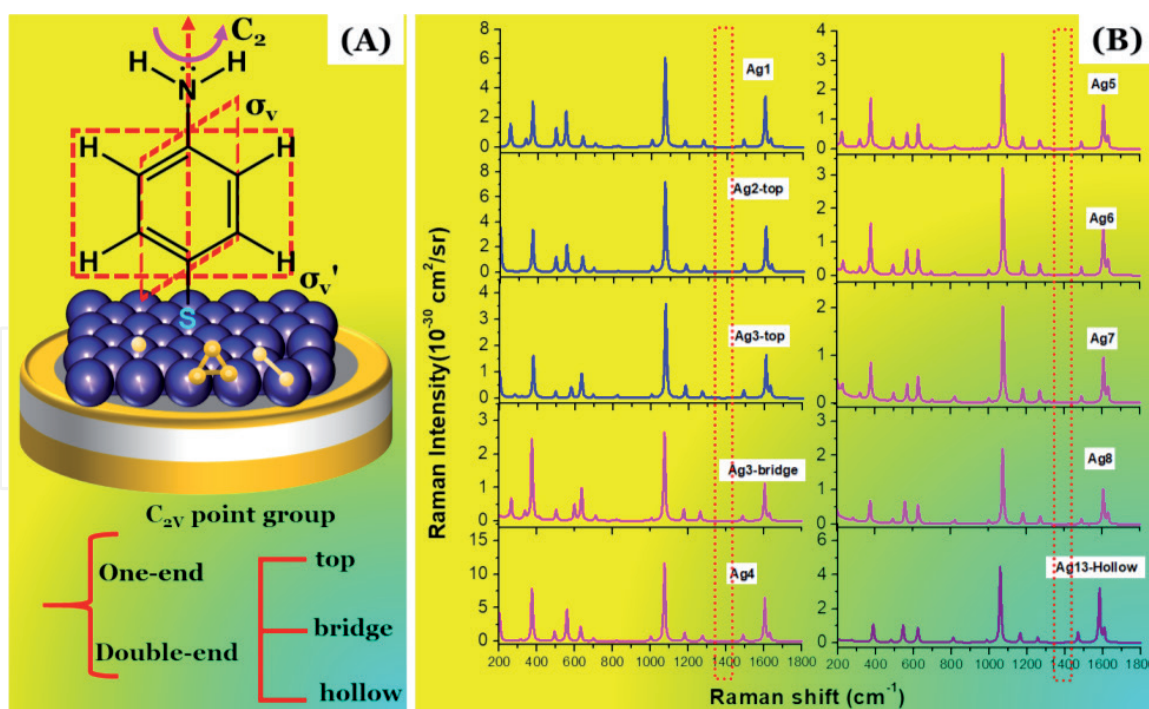 (A)
C₂
H
H
N
σᵥ
H
H
H
H
σᵥ'
S
C₂V point group
One-end
Double-end
top
bridge
hollow
(B)
Raman Intensity(10⁻³⁰ cm²/sr)
8
6
4
2
0
Ag1
8
6
4
2
0
Ag2-top
4
3
2
1
0
Ag3-top
3
2
1
0
Ag3-bridge
15
10
5
0
Ag4
200 400 600 800 1000 1200 1400 1600 1800
4
3
2
1
0
Ag5
3
2
1
0
Ag6
2
1
0
Ag7
3
2
1
0
Ag8
6
4
2
0
Ag13-Hollow
200 400 600 800 1000 1200 1400 1600 1800
Raman shift (cm⁻¹)